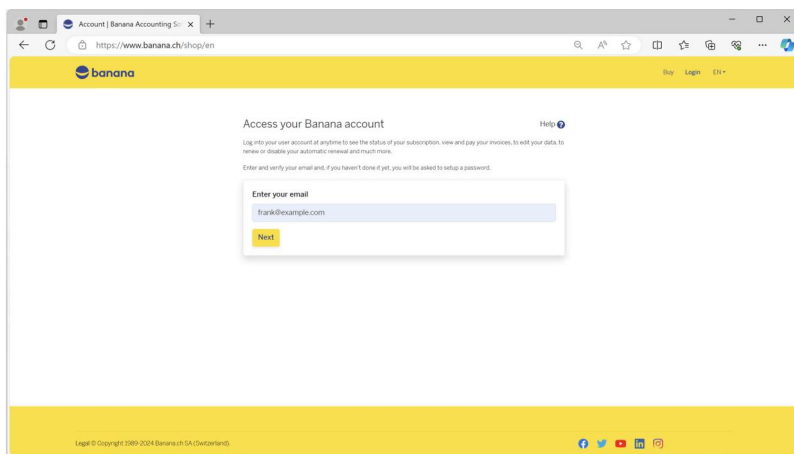 Account | Banana Accounting So
https://www.banana.ch/shop/en
banana
Buy Login EN
Access your Banana account
Help ?
Log into your user account at anytime to see the status of your subscription, view and pay your invoices, to edit your data, to
renew or disable your automatic renewal and much more.
Enter and verify your email and, if you haven't done it yet, you will be asked to setup a password.
Enter your email
frank@example.com
Next
Legal © Copyright 1989-2024 Banana.ch SA (Switzerland).